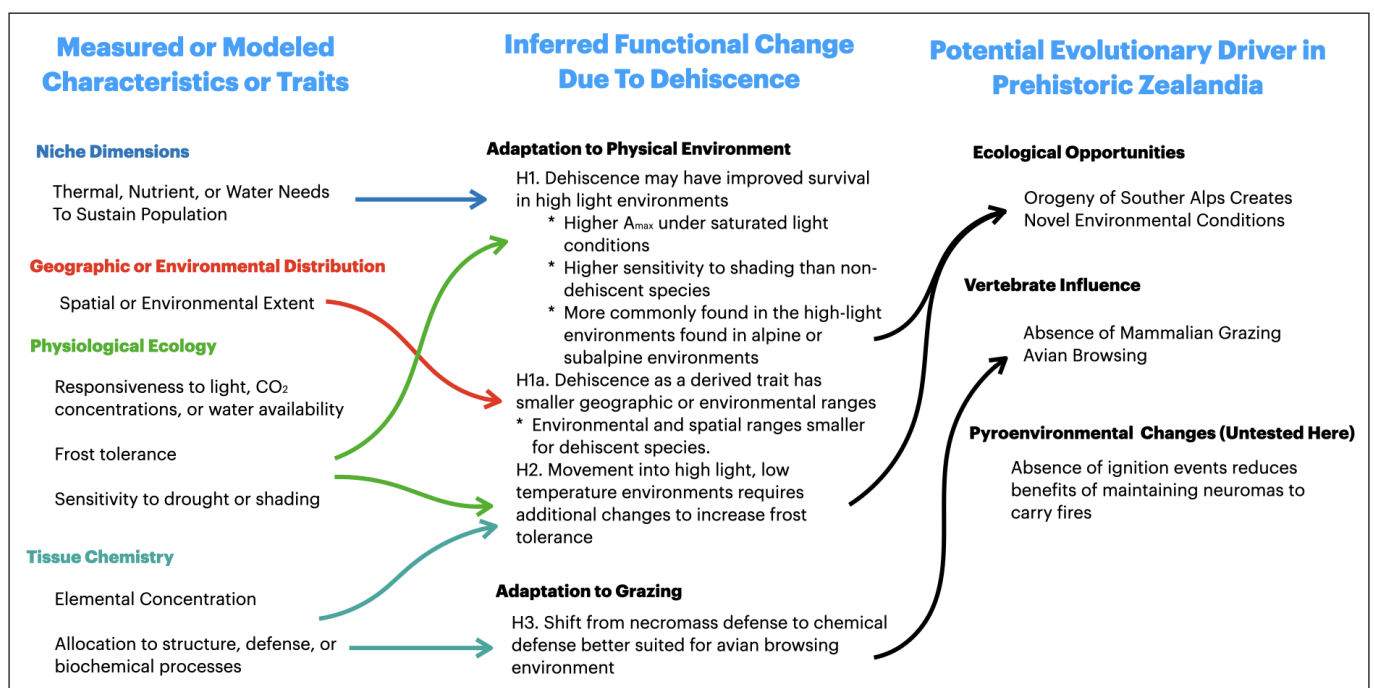 Measured or Modeled
Characteristics or Traits
Niche Dimensions
Thermal, Nutrient, or Water Needs
To Sustain Population
Geographic or Environmental Distribution
Spatial or Environmental Extent
Physiological Ecology
Responsiveness to light, CO₂
concentrations, or water availability
Frost tolerance
Sensitivity to drought or shading
Tissue Chemistry
Elemental Concentration
Allocation to structure, defense, or
biochemical processes
Inferred Functional Change
Due To Dehiscence
Adaptation to Physical Environment
H1. Dehiscence may have improved survival
in high light environments
* Higher Amax under saturated light
conditions
* Higher sensitivity to shading than non-
dehiscent species
* More commonly found in the high-light
environments found in alpine or
subalpine environments
H1a. Dehiscence as a derived trait has
smaller geographic or environmental ranges
* Environmental and spatial ranges smaller
for dehiscent species.
H2. Movement into high light, low
temperature environments requires
additional changes to increase frost
tolerance
Adaptation to Grazing
H3. Shift from necromass defense to chemical
defense better suited for avian browsing
environment
Potential Evolutionary Driver in
Prehistoric Zealandia
Ecological Opportunities
Orogeny of Souther Alps Creates
Novel Environmental Conditions
Vertebrate Influence
Absence of Mammalian Grazing
Avian Browsing
Pyroenvironmental Changes (Untested Here)
Absence of ignition events reduces
benefits of maintaining neuromas to
carry fires